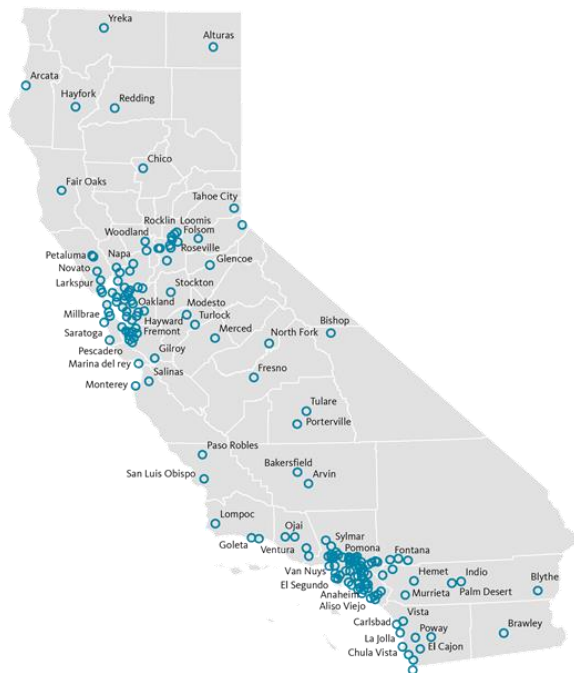 Yreka
Alturas
Arcata
Hayfork
Redding
Chico
Fair Oaks
Tahoe City
Rocklin
Loomis
Woodland
Folsom
Petaluma
Napa
Roseville
Novato
Glencoe
Larkspur
Stockton
Oakland
Modesto
Millbrae
Hayward
Turlock
Bishop
Saratoga
Fremont
Merced
North Fork
Pescadero
Gilroy
Marina del rey
Salinas
Fresno
Monterey
Tulare
Porterville
Paso Robles
Bakersfield
San Luis Obispo
Arvin
Lompoc
Ojai
Sylmar
Goleta
Ventura
Pomona
Fontana
Van Nuys
Hemet
Indio
El Segundo
Blythe
Anaheim
Murrieta
Palm Desert
Aliso Viejo
Vista
Carlsbad
Poway
Brawley
La Jolla
El Cajon
Chula Vista